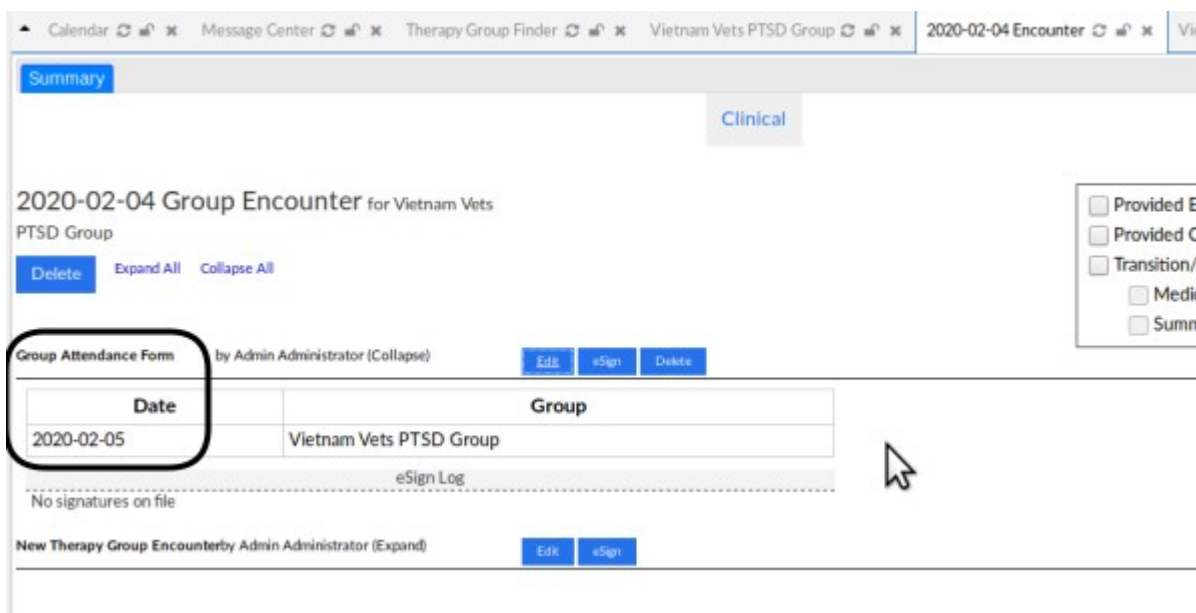 Calendar Message Center Therapy Group Finder Vietnam Vets PTSD Group 2020-02-04 Encounter
Summary
Clinical
2020-02-04 Group Encounter for Vietnam Vets
PTSD Group
Delete Expand All Collapse All
Provided
Provided
Transition/
Group Attendance Form by Admin Administrator (Collapse) Edit eSign Delete
Date Group
2020-02-05 Vietnam Vets PTSD Group
eSign Log
No signatures on file
New Therapy Group Encounterby Admin Administrator (Expand) Edit eSign